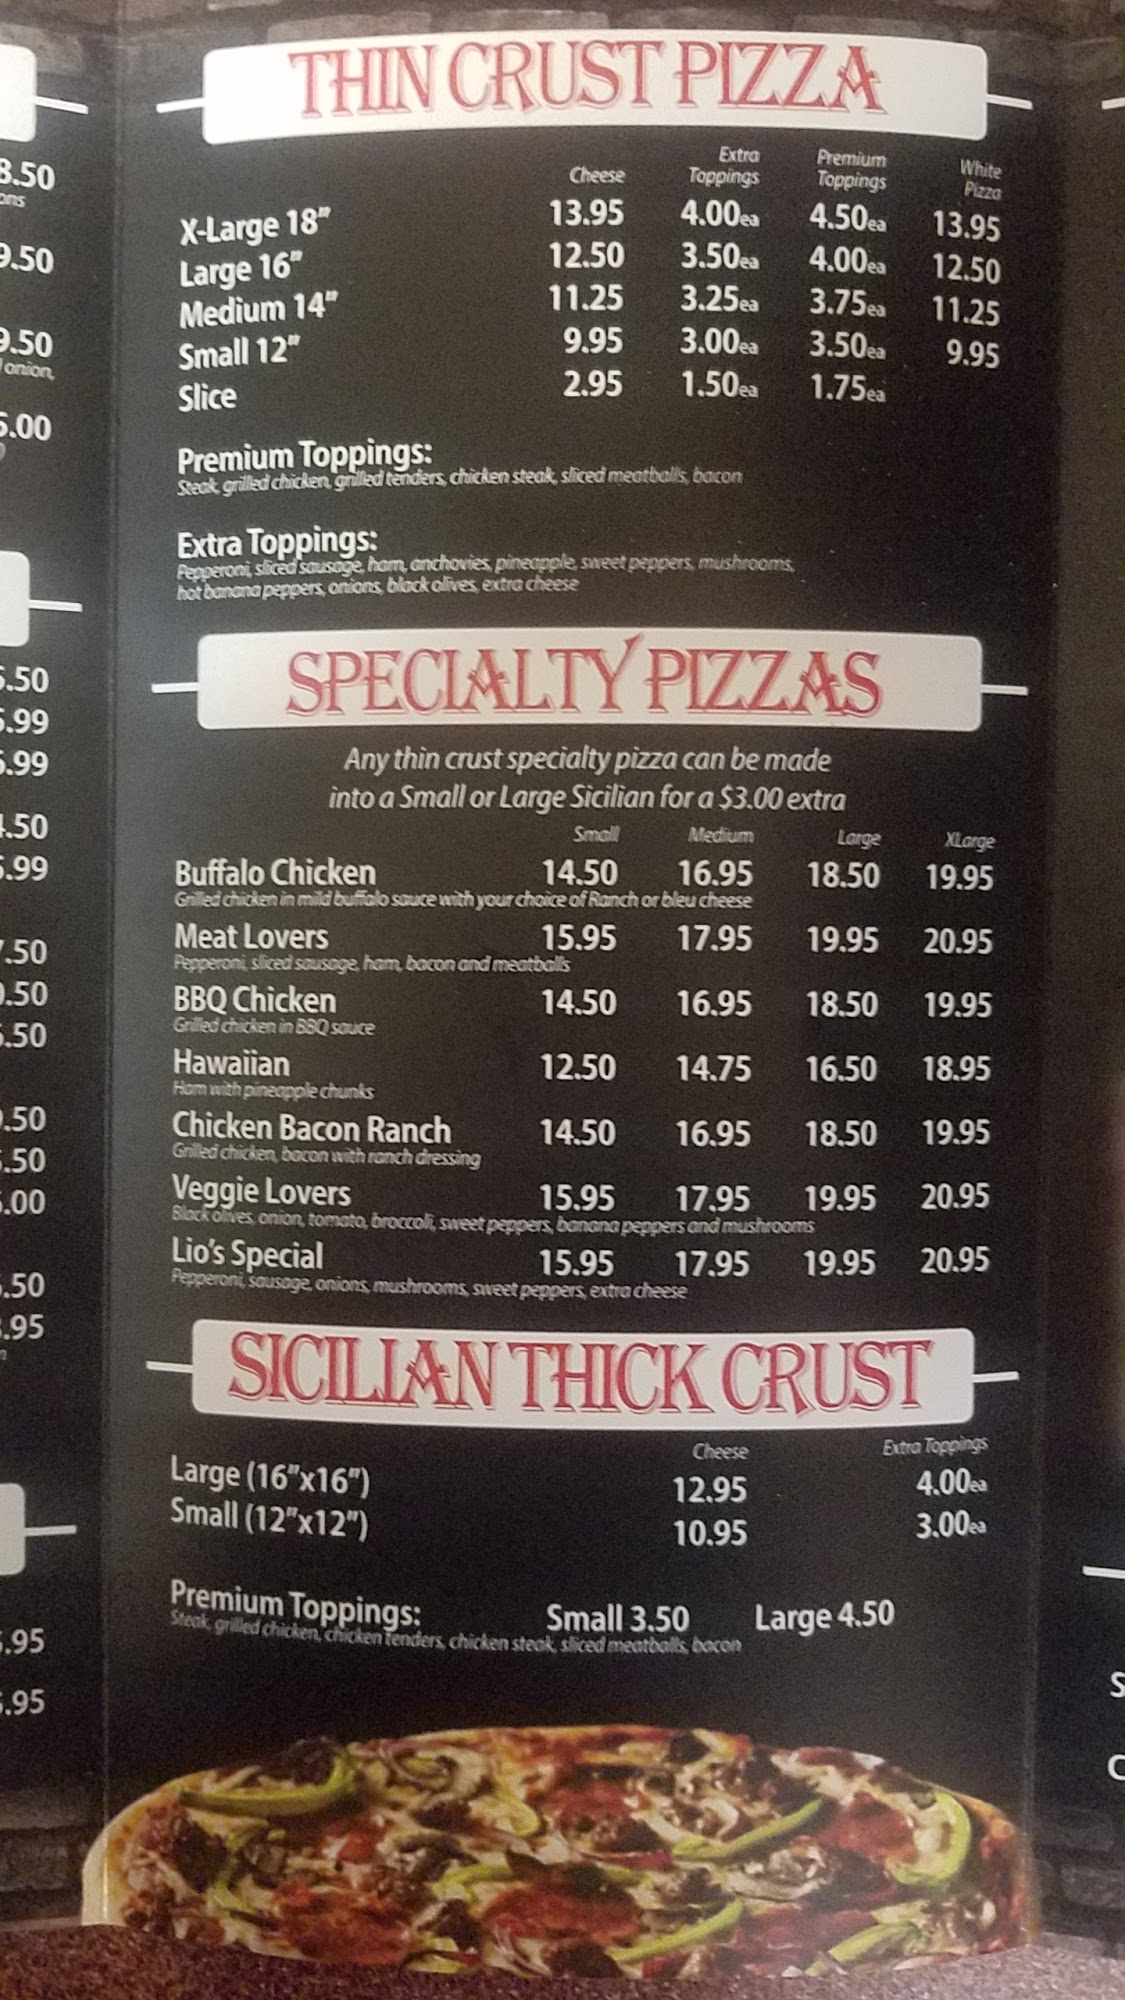 THIN CRUST PIZZA
Cheese Extra Toppings Premium Toppings White Pizza
X-Large 18" 13.95 4.00ea 4.50ea 13.95
Large 16" 12.50 3.50ea 4.00ea 12.50
Medium 14" 11.25 3.25ea 3.75ea 11.25
Small 12" 9.95 3.00ea 3.50ea 9.95
Slice 2.95 1.50ea 1.75ea
Premium Toppings:
Steak, grilled chicken, grilled tenders, chicken steak, sliced meatballs, bacon
Extra Toppings:
Pepperoni, sliced sausage, ham, anchovies, pineapple, sweet peppers, mushrooms,
hot banana peppers, onions, black olives, extra cheese
SPECIALTY PIZZAS
Any thin crust specialty pizza can be made
into a Small or Large Sicilian for a $3.00 extra
Small Medium Large XLarge
Buffalo Chicken 14.50 16.95 18.50 19.95
Grilled chicken in mild buffalo sauce with your choice of Ranch or bleu cheese
Meat Lovers 15.95 17.95 19.95 20.95
Pepperoni, sliced sausage, ham, bacon and meatballs
BBQ Chicken 14.50 16.95 18.50 19.95
Grilled chicken in BBQ sauce
Hawaiian 12.50 14.75 16.50 18.95
Ham with pineapple chunks
Chicken Bacon Ranch 14.50 16.95 18.50 19.95
Grilled chicken, bacon with ranch dressing
Veggie Lovers 15.95 17.95 19.95 20.95
Black olives, onion, tomato, broccoli, sweet peppers, banana peppers and mushrooms
Lio's Special 15.95 17.95 19.95 20.95
Pepperoni, sausage, onions, mushrooms, sweet peppers, extra cheese
SICILIAN THICK CRUST
Cheese Extra Toppings
Large (16"x16") 12.95 4.00ea
Small (12"x12") 10.95 3.00ea
Premium Toppings: Small 3.50 Large 4.50
Steak, grilled chicken, chicken tenders, chicken steak, sliced meatballs, bacon